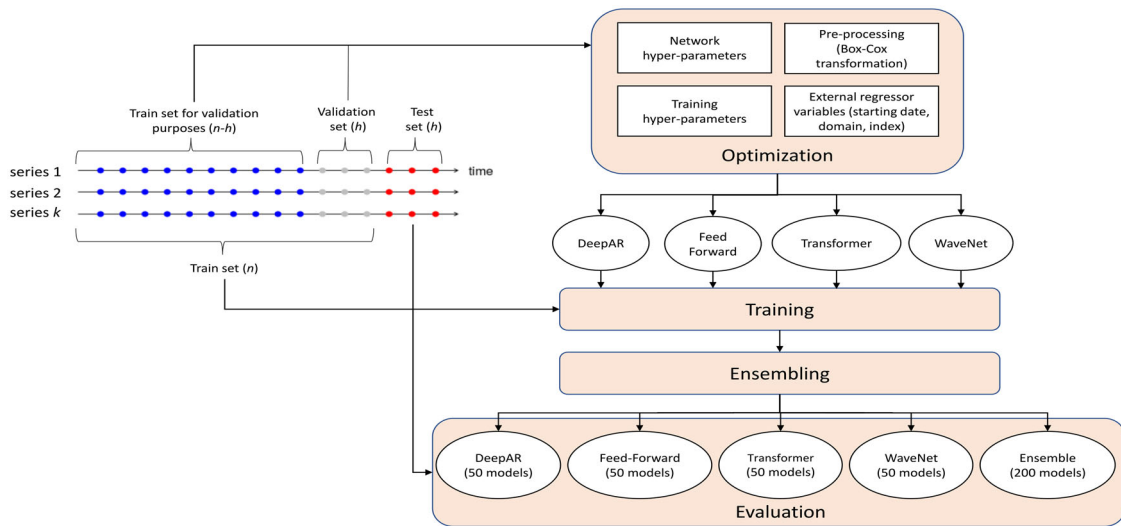 Train set for validation
purposes (n-h)
Validation
set (h)
Test
set (h)
series 1
time
series 2
series k
Train set (n)
Network
hyper-parameters
Pre-processing
(Box-Cox
transformation)
Training
hyper-parameters
External regressor
variables (starting date,
domain, index)
Optimization
DeepAR
Feed
Forward
Transformer
WaveNet
Training
Ensembling
DeepAR
(50 models)
Feed-Forward
(50 models)
Transformer
(50 models)
WaveNet
(50 models)
Ensemble
(200 models)
Evaluation